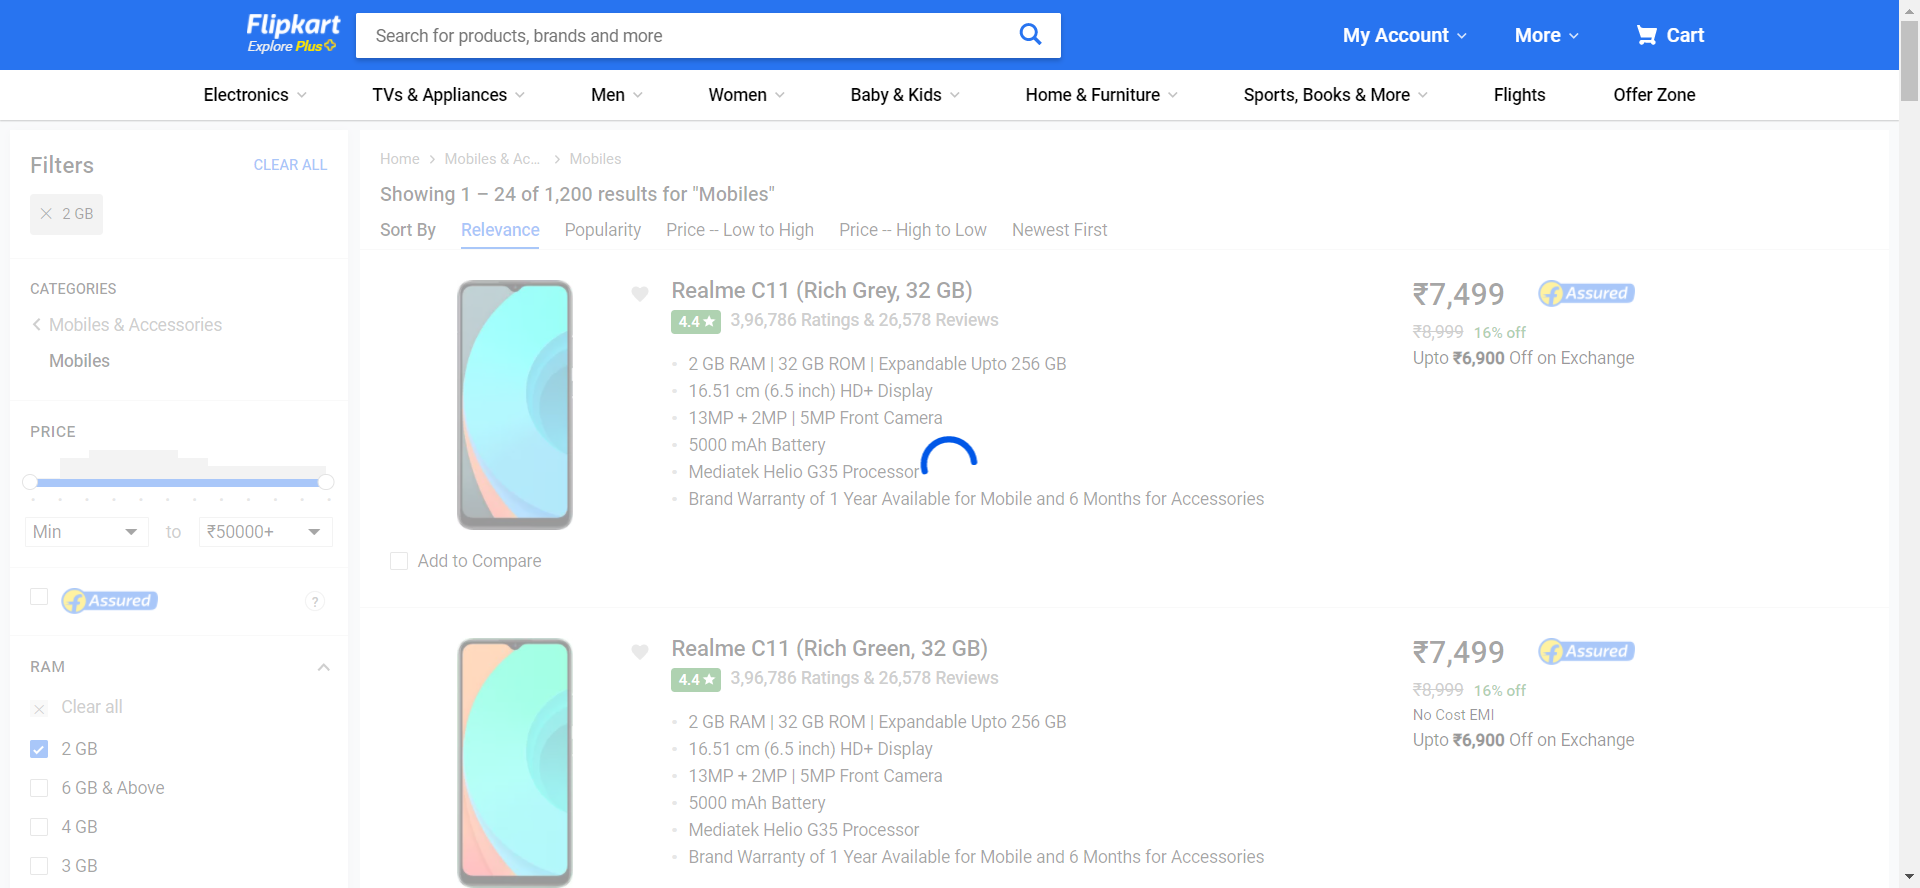 Flipkart
Explore Plus
Search for products, brands and more
My Account
More
Cart
Electronics
TVs & Appliances
Men
Women
Baby & Kids
Home & Furniture
Sports, Books & More
Flights
Offer Zone
Filters
CLEAR ALL
2 GB
CATEGORIES
Mobiles & Accessories
Mobiles
PRICE
Min
to
₹50000+
Assured
?
RAM
Clear all
2 GB
6 GB & Above
4 GB
3 GB
Home
Mobiles & Ac...
Mobiles
Showing 1 – 24 of 1,200 results for "Mobiles"
Sort By
Relevance
Popularity
Price -- Low to High
Price -- High to Low
Newest First
Realme C11 (Rich Grey, 32 GB)
4.4★
3,96,786 Ratings & 26,578 Reviews
2 GB RAM | 32 GB ROM | Expandable Upto 256 GB
16.51 cm (6.5 inch) HD+ Display
13MP + 2MP | 5MP Front Camera
5000 mAh Battery
Mediatek Helio G35 Processor
Brand Warranty of 1 Year Available for Mobile and 6 Months for Accessories
₹7,499
Assured
₹8,999 16% off
Upto ₹6,900 Off on Exchange
Add to Compare
Realme C11 (Rich Green, 32 GB)
4.4★
3,96,786 Ratings & 26,578 Reviews
2 GB RAM | 32 GB ROM | Expandable Upto 256 GB
16.51 cm (6.5 inch) HD+ Display
13MP + 2MP | 5MP Front Camera
5000 mAh Battery
Mediatek Helio G35 Processor
Brand Warranty of 1 Year Available for Mobile and 6 Months for Accessories
₹7,499
Assured
₹8,999 16% off
No Cost EMI
Upto ₹6,900 Off on Exchange